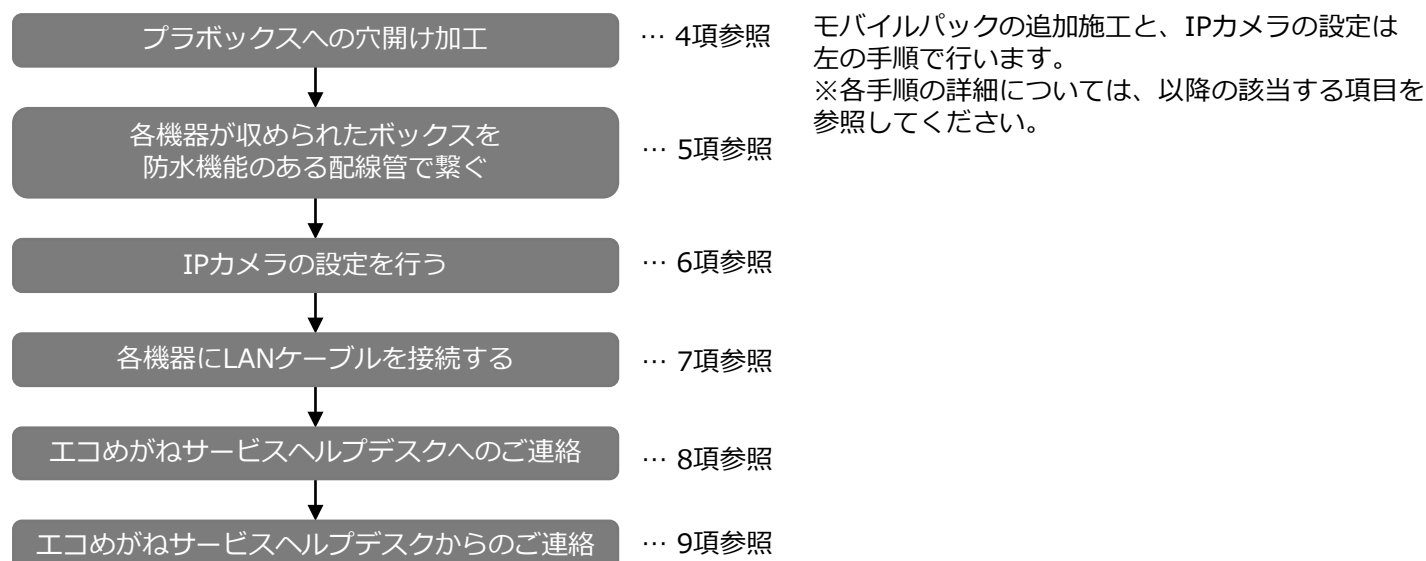 プラボックスへの穴開け加工
… 4項参照
各機器が収められたボックスを
防水機能のある配線管で繋ぐ
… 5項参照
IPカメラの設定を行う
… 6項参照
各機器にLANケーブルを接続する
… 7項参照
エコめがねサービスヘルプデスクへのご連絡
… 8項参照
エコめがねサービスヘルプデスクからのご連絡
… 9項参照
モバイルパックの追加施工と、IPカメラの設定は
左の手順で行います。
※各手順の詳細については、以降の該当する項目を
参照してください。